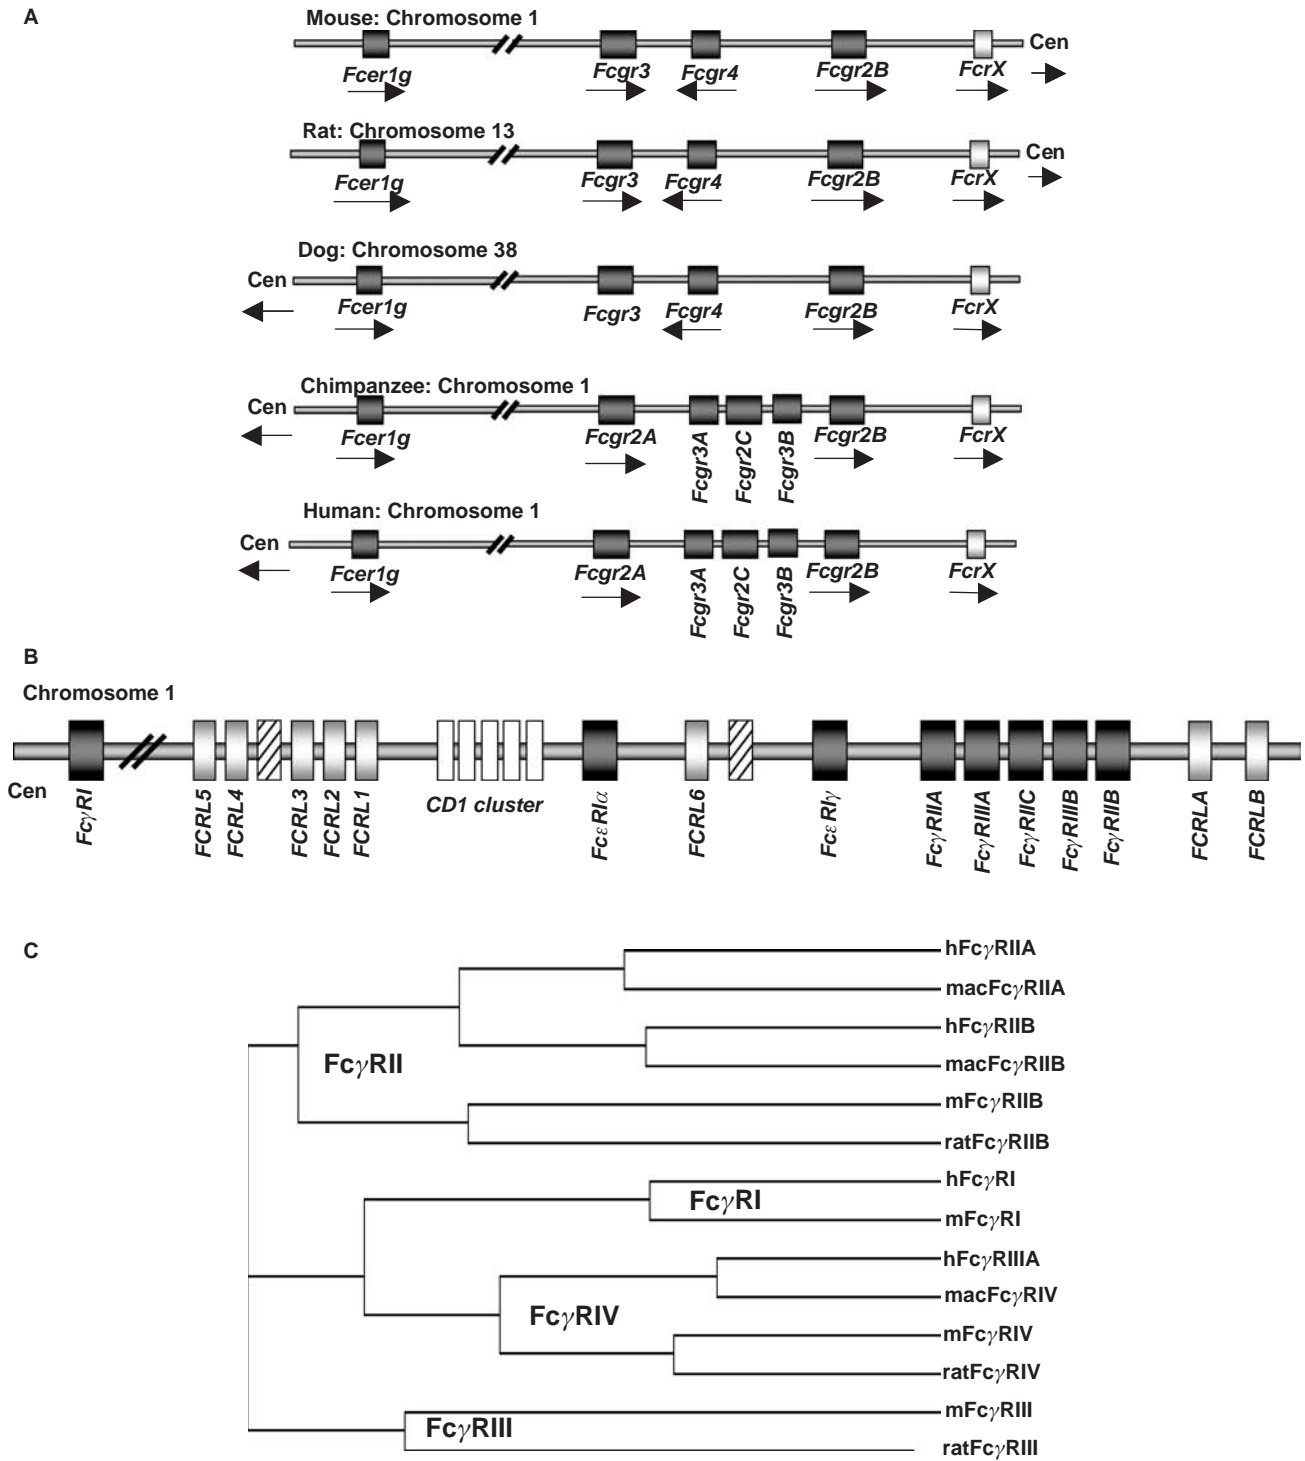 A
Mouse: Chromosome 1
Cen
Fcer1g Fcgr3 Fcgr4 Fcgr2B FcrX
Rat: Chromosome 13
Cen
Fcer1g Fcgr3 Fcgr4 Fcgr2B FcrX
Dog: Chromosome 38
Cen
Fcer1g Fcgr3 Fcgr4 Fcgr2B FcrX
Chimpanzee: Chromosome 1
Cen
Fcer1g Fcgr2A Fcgr3A Fcgr2C Fcgr3B Fcgr2B FcrX
Human: Chromosome 1
Cen
Fcer1g Fcgr2A Fcgr3A Fcgr2C Fcgr3B Fcgr2B FcrX
B
Chromosome 1
Cen
FcγRI FCRL5 FCRL4 FCRL3 FCRL2 FCRL1 CD1 cluster FcεRIα FCRL6 FcεRIγ FcγRIIA FcγRIIIA FcγRIIC FcγRIIIB FcγRIIB FCRLA FCRLB
C
hFcγRIIA
macFcγRIIA
hFcγRIIB
FcγRII
macFcγRIIB
mFcγRIIB
ratFcγRIIB
hFcγRI
FcγRI
mFcγRI
hFcγRIIIA
macFcγRIV
FcγRIV
mFcγRIV
ratFcγRIV
mFcγRIII
FcγRIII
ratFcγRIII